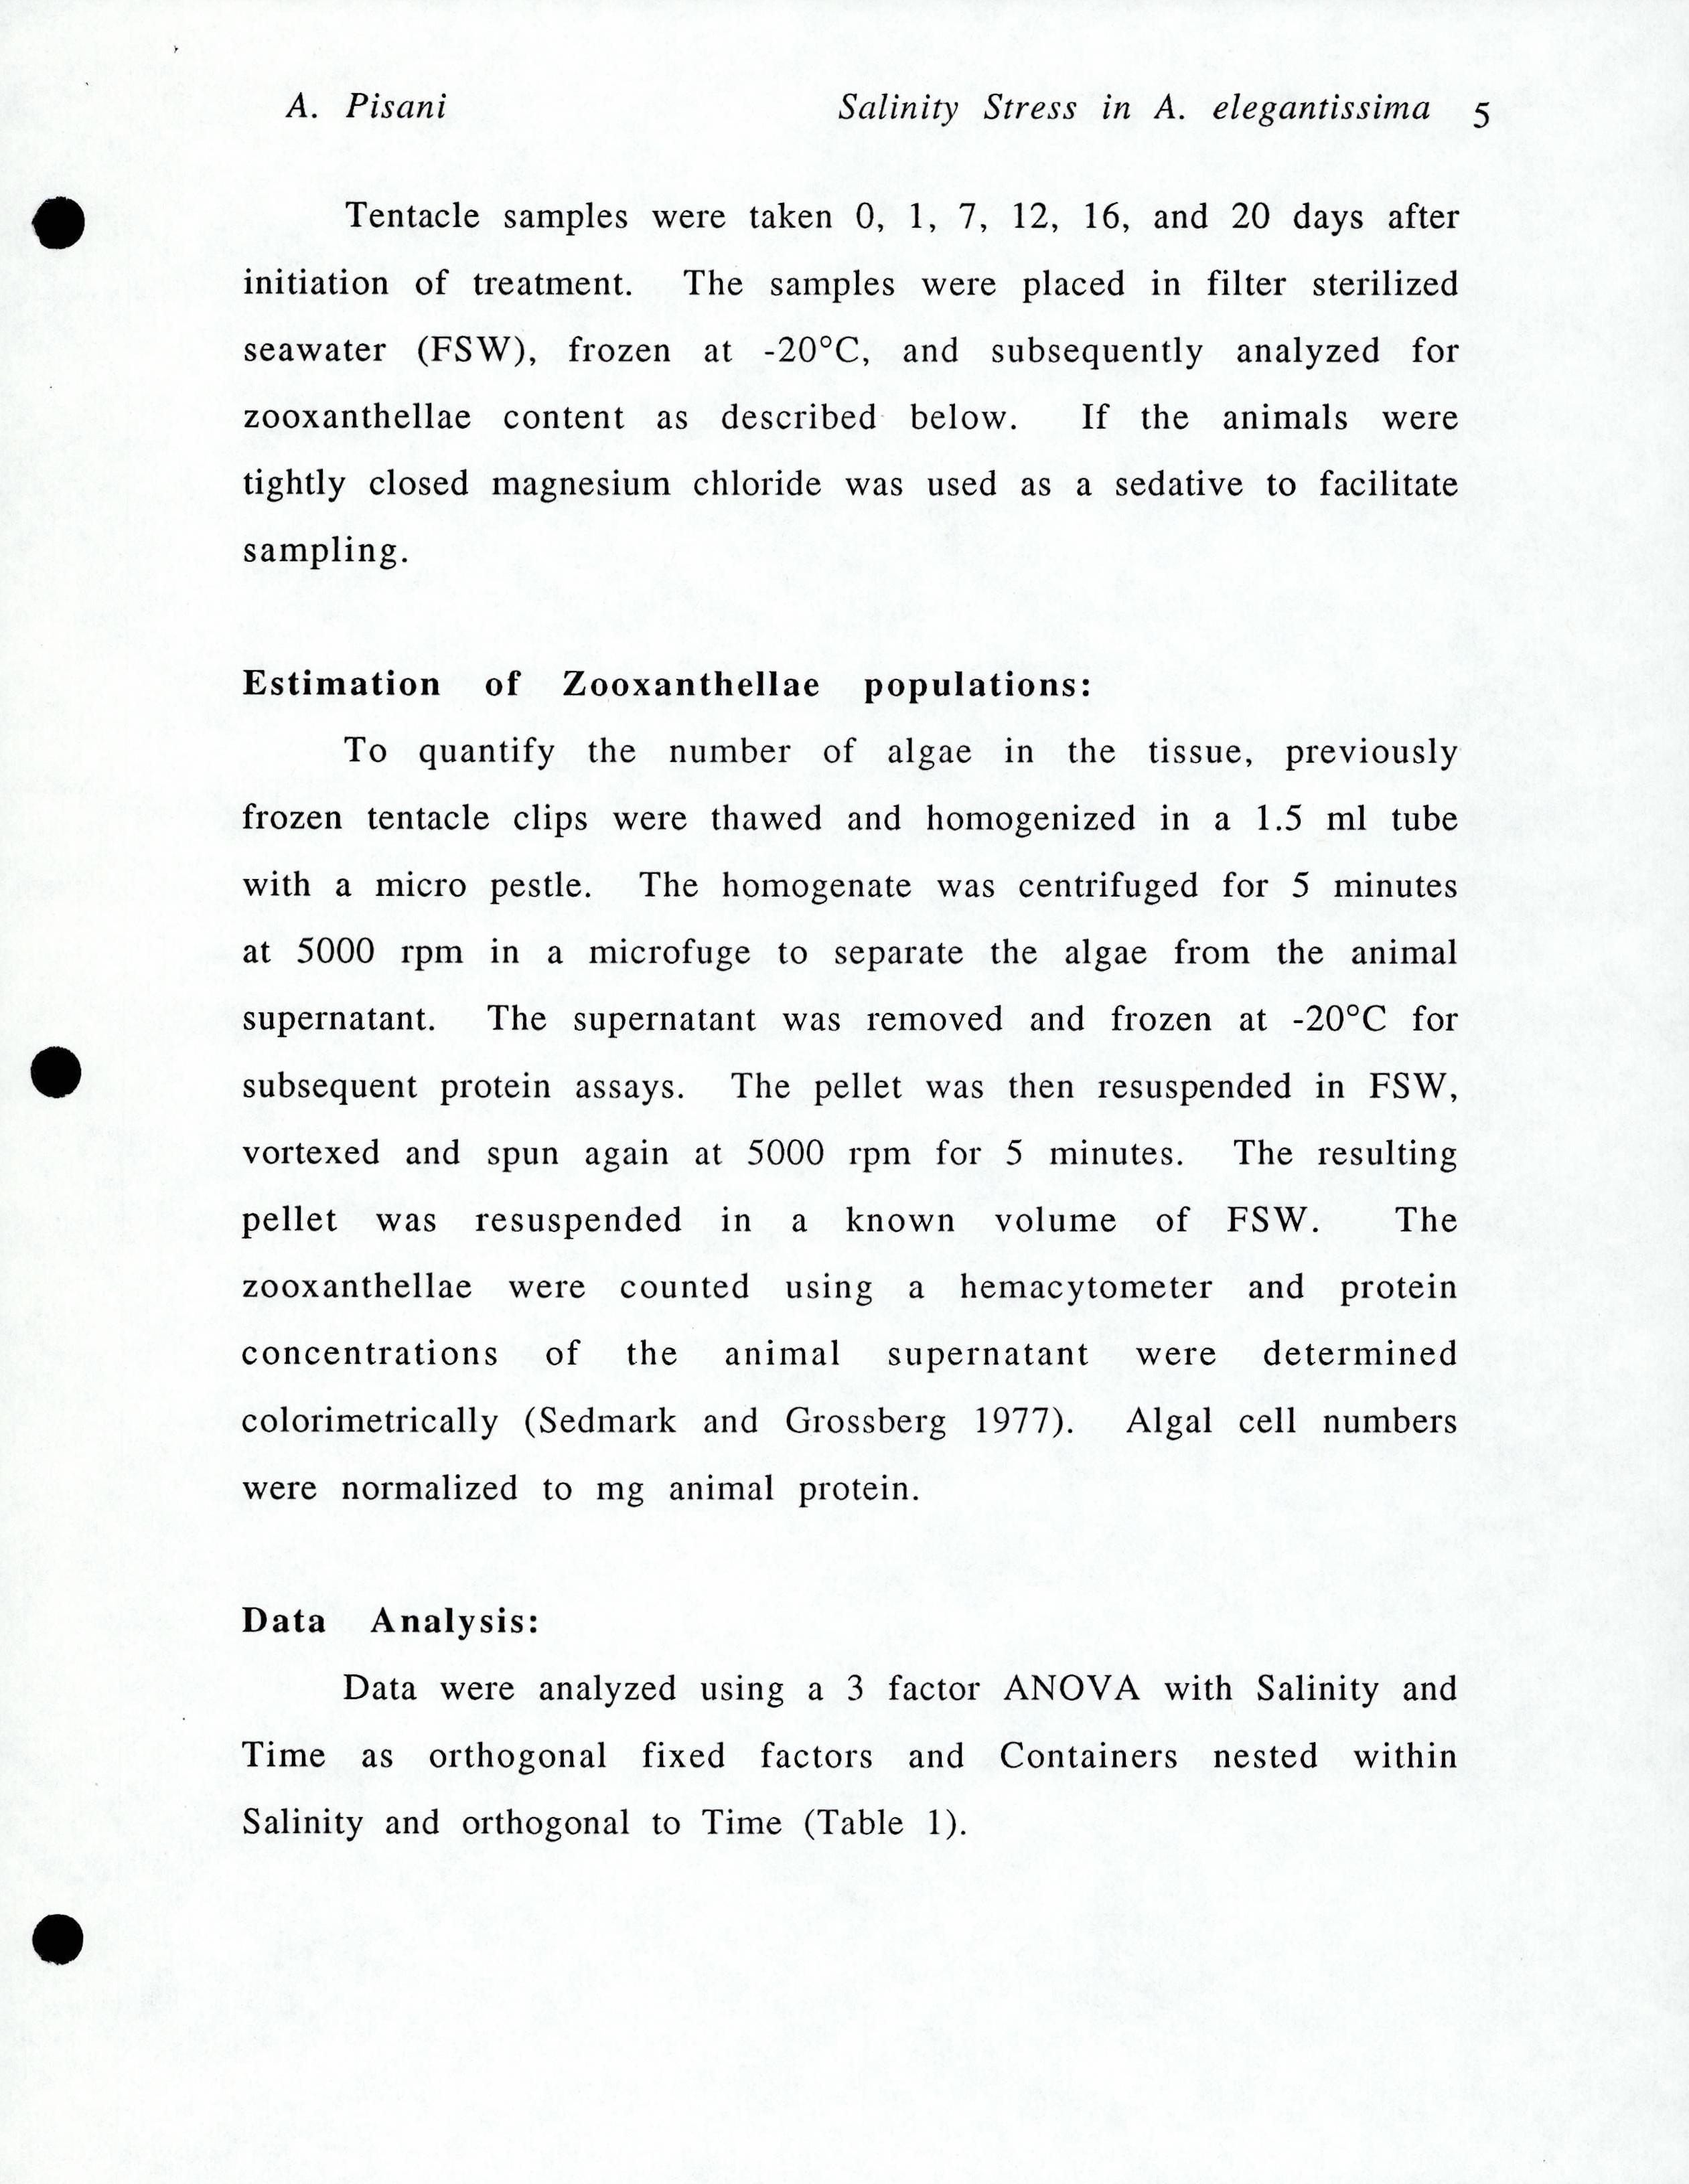 A. Pisani Salinity Stress in A. elegantissima 5
Tentacle samples were taken 0, 1, 7, 12, 16, and 20 days after
initiation of treatment. The samples were placed in filter sterilized
seawater (FSW), frozen at -20°C, and subsequently analyzed for
zooxanthellae content as described below. If the animals were
tightly closed magnesium chloride was used as a sedative to facilitate
sampling.
Estimation of Zooxanthellae populations:
To quantify the number of algae in the tissue, previously
frozen tentacle clips were thawed and homogenized in a 1.5 ml tube
with a micro pestle. The homogenate was centrifuged for 5 minutes
at 5000 rpm in a microfuge to separate the algae from the animal
supernatant. The supernatant was removed and frozen at -20°C for
subsequent protein assays. The pellet was then resuspended in FSW,
vortexed and spun again at 5000 rpm for 5 minutes. The resulting
pellet was resuspended in a known volume of FSW. The
zooxanthellae were counted using a hemacytometer and protein
concentrations of the animal supernatant were determined
colorimetrically (Sedmark and Grossberg 1977). Algal cell numbers
were normalized to mg animal protein.
Data Analysis:
Data were analyzed using a 3 factor ANOVA with Salinity and
Time as orthogonal fixed factors and Containers nested within
Salinity and orthogonal to Time (Table 1).